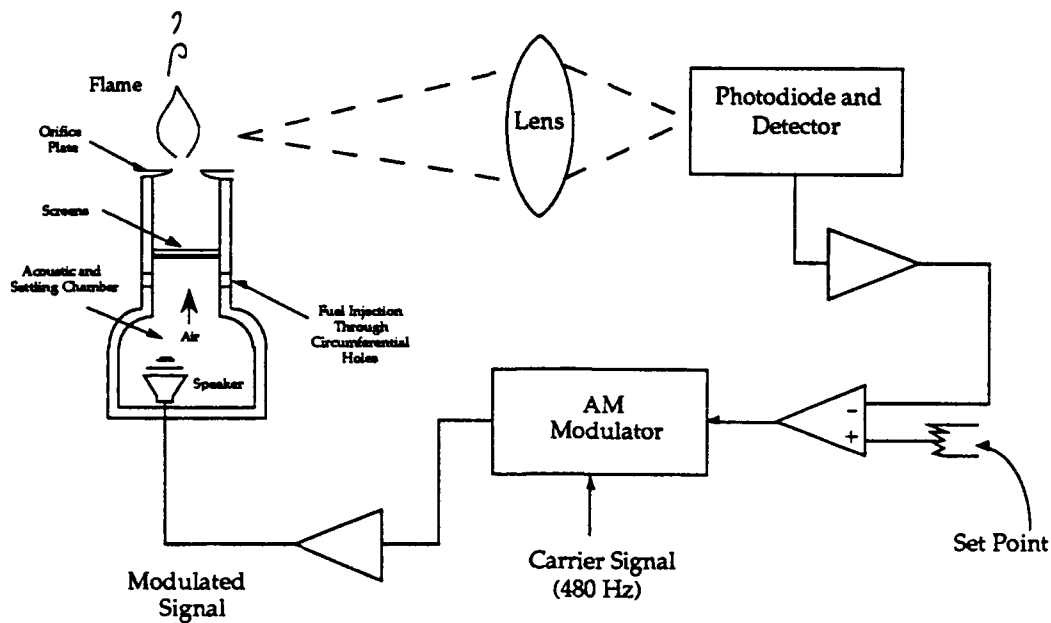 Flame
Orifice
Plate
Screens
Acoustic and
Settling Chamber
Air
Speaker
Fuel Injection
Through
Circumferential
Holes
Lens
Photodiode and
Detector
AM
Modulator
-
+
Set Point
Carrier Signal
(480 Hz)
Modulated
Signal